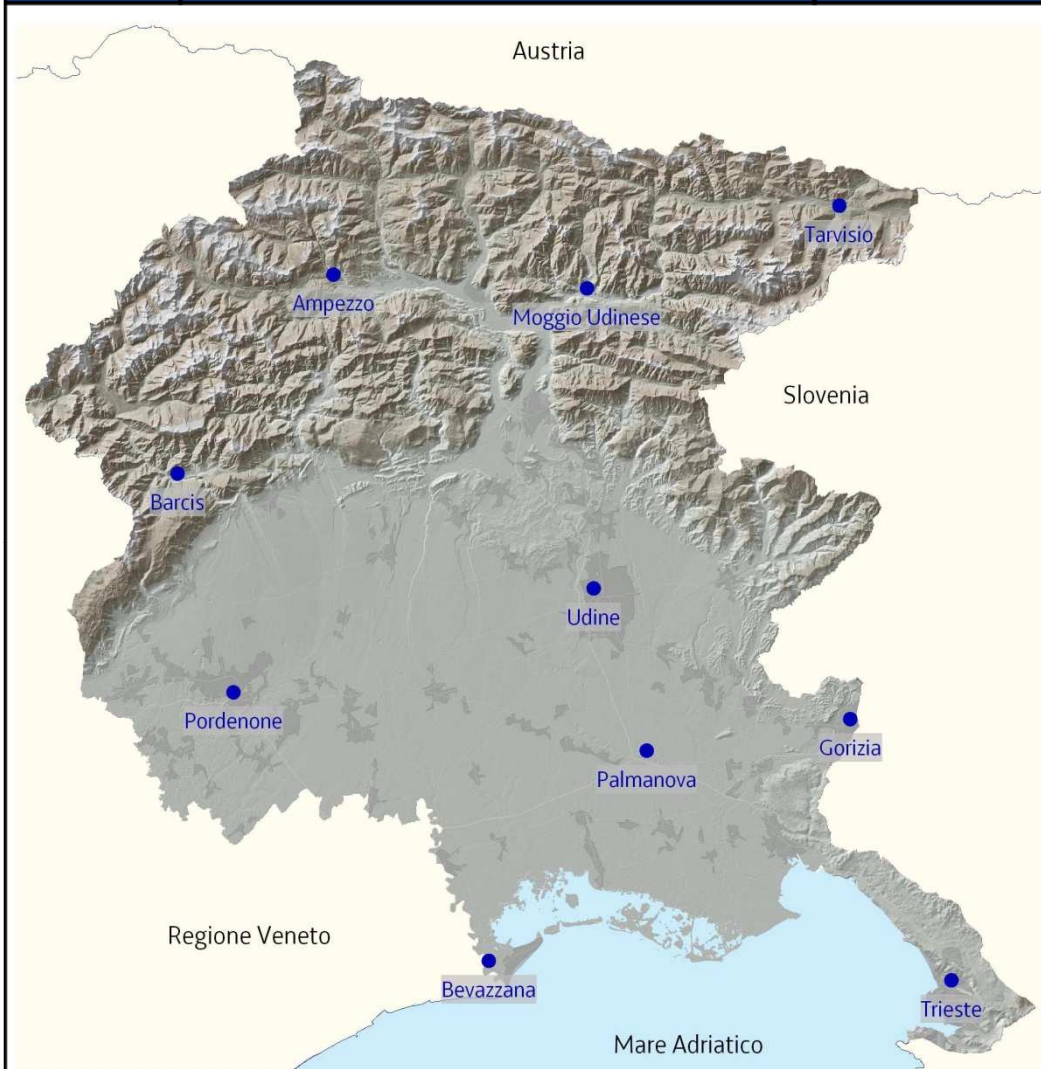 Austria
Tarvisio
Ampezzo
Moggio Udinese
Slovenia
Barcis
Udine
Pordenone
Gorizia
Palmanova
Regione Veneto
Bevazzana
Trieste
Mare Adriatico